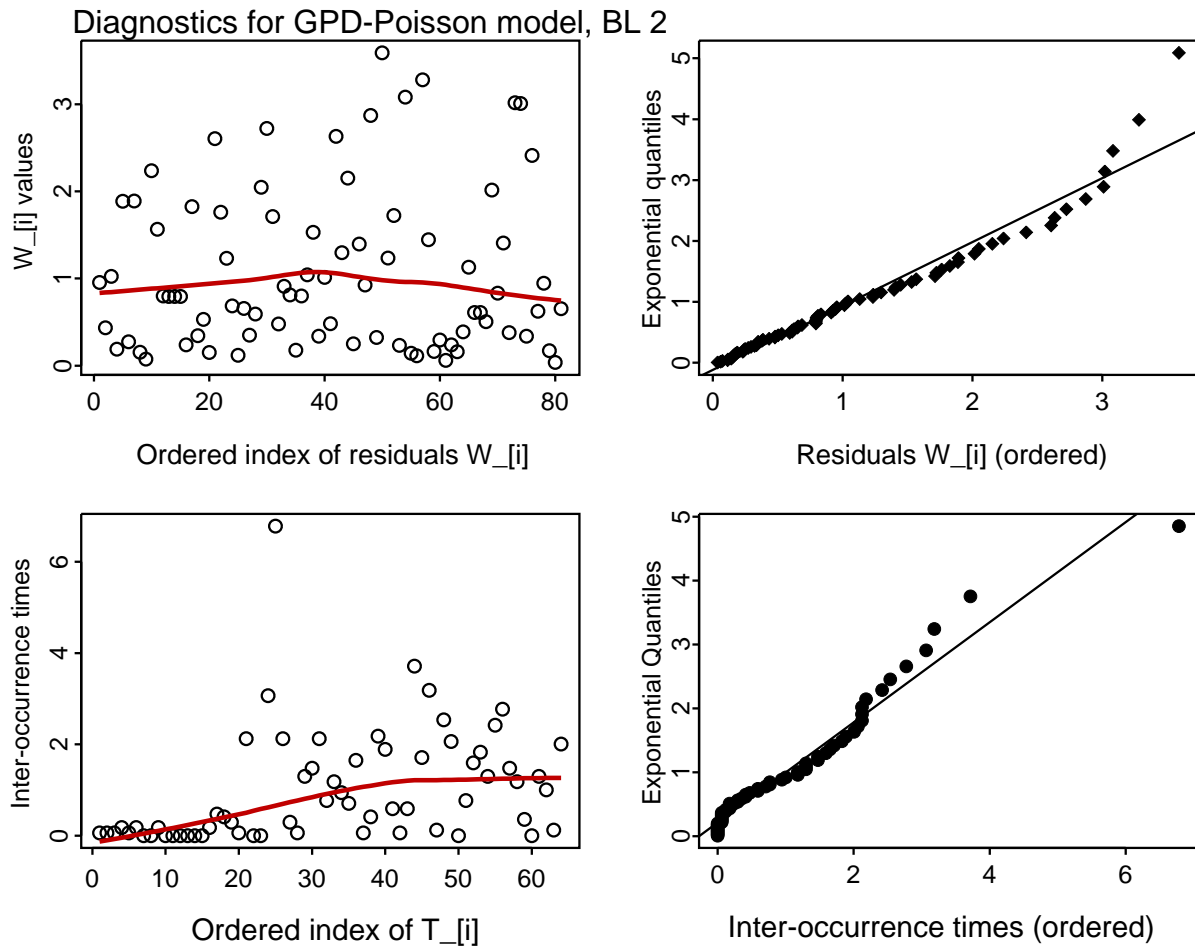 Diagnostics for GPD-Poisson model, BL 2
W_[i] values
0 1 2 3
0 20 40 60 80
Ordered index of residuals W_[i]
Exponential quantiles
0 1 2 3 4 5
0 1 2 3
Residuals W_[i] (ordered)
Inter-occurrence times
0 2 4 6
0 10 20 30 40 50 60
Ordered index of T_[i]
Exponential Quantiles
0 1 2 3 4 5
0 2 4 6
Inter-occurrence times (ordered)